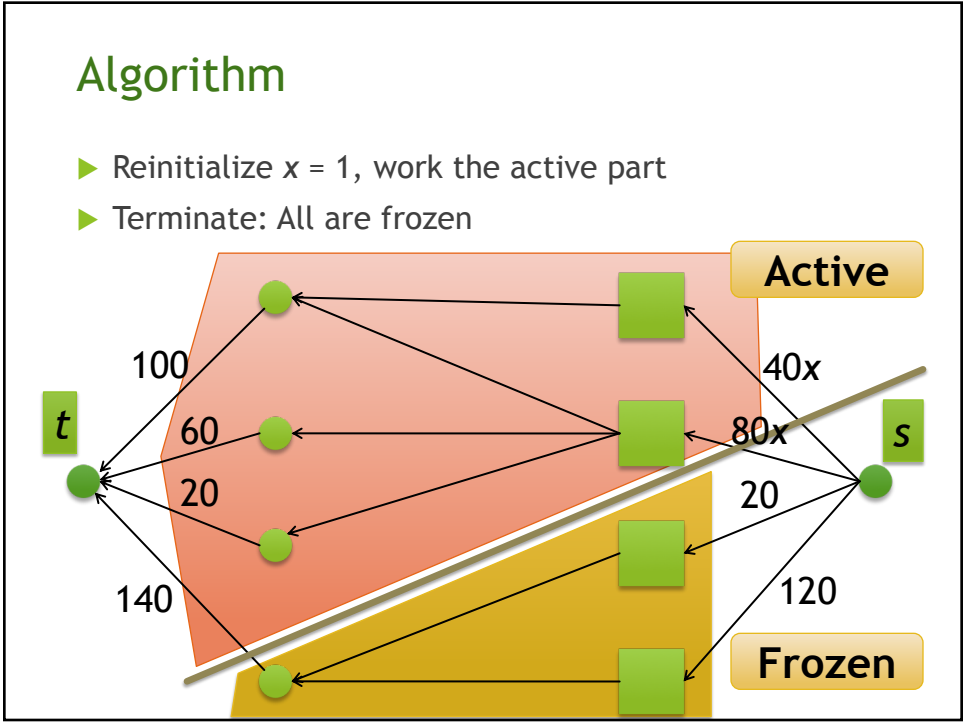 Algorithm
Reinitialize x = 1, work the active part
Terminate: All are frozen
Active
100
40x
t
60
80x
s
20
20
140
120
Frozen